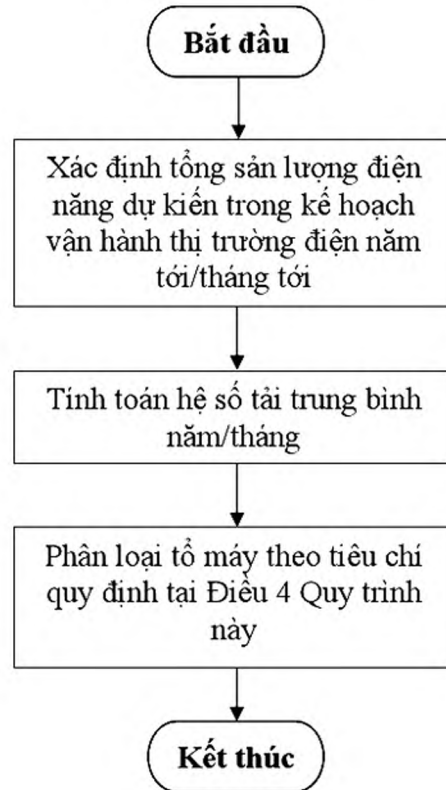 Bắt đầu
Xác định tổng sản lượng điện
năng dự kiến trong kế hoạch
vận hành thị trường điện năm
tới/tháng tới
Tính toán hệ số tải trung bình
năm/tháng
Phân loại tổ máy theo tiêu chí
quy định tại Điều 4 Quy trình
này
Kết thúc